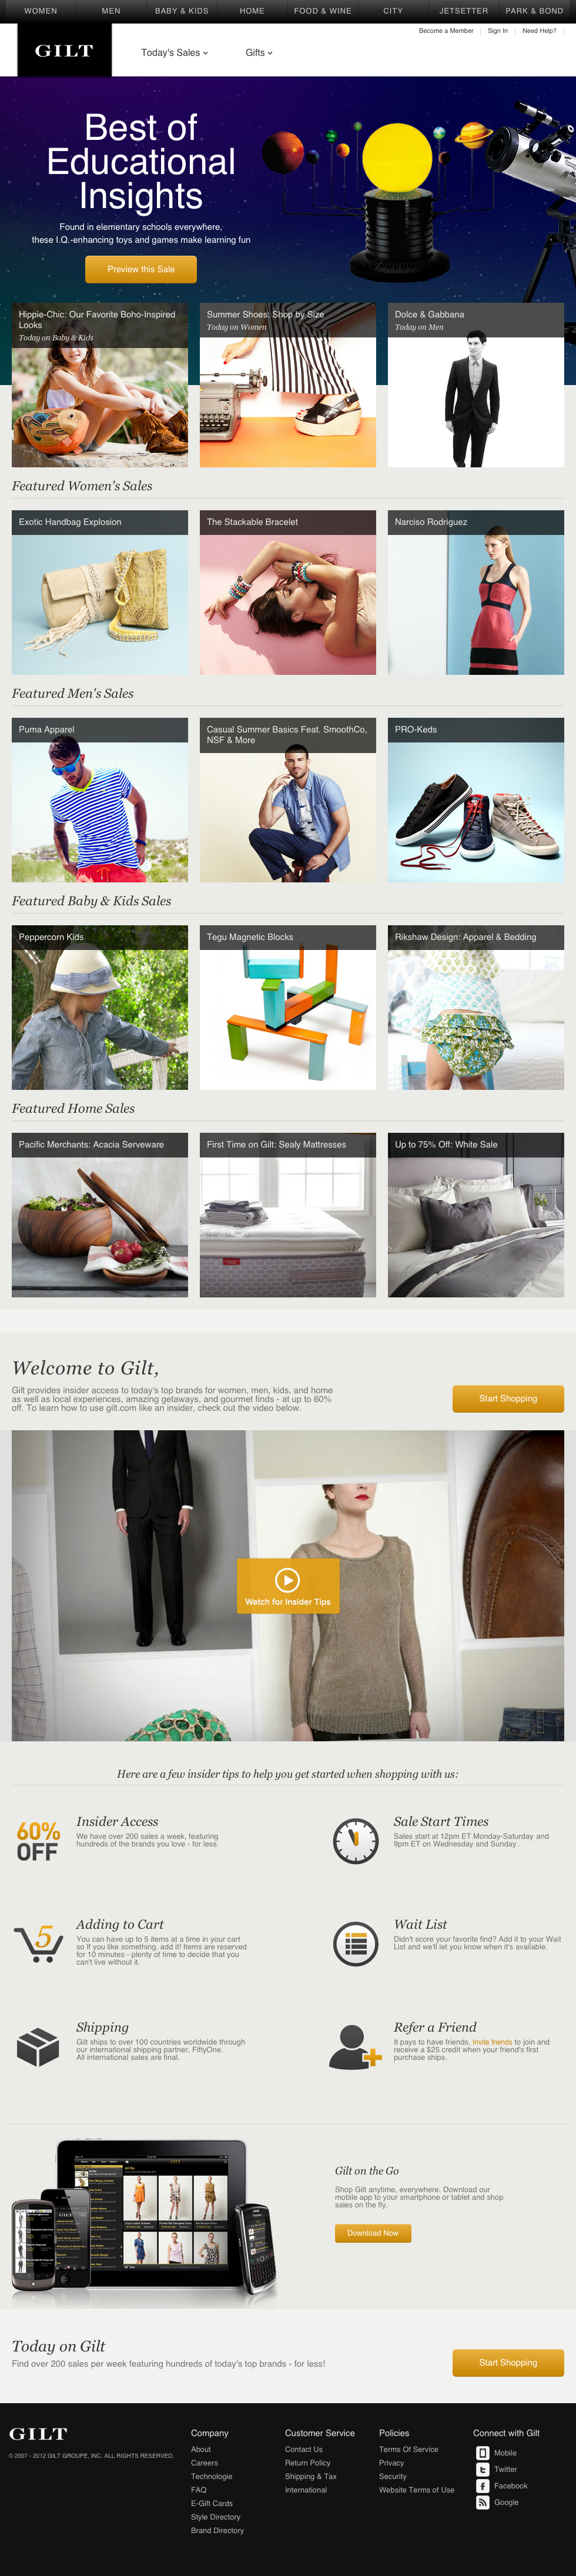 WOMEN MEN BABY & KIDS HOME FOOD & WINE CITY JETSETTER PARK & BOND
Become a Member Sign In Need Help?
GILT
Today's Sales Gifts
Best of
Educational
Insights
Found in elementary schools everywhere,
these I.Q.-enhancing toys and games make learning fun
Preview this Sale
Hippie-Chic: Our Favorite Boho-Inspired
Looks
Today on Baby & Kids
Summer Shoes: Shop by Size
Today on Women
Dolce & Gabbana
Today on Men
Featured Women's Sales
Exotic Handbag Explosion
The Stackable Bracelet
Narciso Rodriguez
Featured Men's Sales
Puma Apparel
Casual Summer Basics Feat. SmoothCo,
NSF & More
PRO-Keds
Featured Baby & Kids Sales
Peppercorn Kids
Tegu Magnetic Blocks
Rikshaw Design: Apparel & Bedding
Featured Home Sales
Pacific Merchants: Acacia Serveware
First Time on Gilt: Sealy Mattresses
Up to 75% Off: White Sale
Welcome to Gilt,
Gilt provides insider access to today's top brands for women, men, kids, and home
as well as local experiences, amazing getaways, and gourmet finds - at up to 60%
off. To learn how to use gilt.com like an insider, check out the video below.
Start Shopping
Watch for Insider Tips
Here are a few insider tips to help you get started when shopping with us:
60%
OFF
Insider Access
We have over 200 sales a week, featuring
hundreds of the brands you love - for less.
Sale Start Times
Sales start at 12pm ET Monday-Saturday and
9pm ET on Wednesday and Sunday .
5
Adding to Cart
You can have up to 5 items at a time in your cart
so If you like something, add it! Items are reserved
for 10 minutes - plenty of time to decide that you
can't live without it.
Wait List
Didn't score your favorite find? Add it to your Wait
List and we'll let you know when it's available.
Shipping
Gilt ships to over 100 countries worldwide through
our international shipping partner, FiftyOne.
All international sales are final.
Refer a Friend
It pays to have friends. Invite friends to join and
receive a $25 credit when your friend's first
purchase ships.
GILT
GILT
Gilt on the Go
Shop Gilt anytime, everywhere. Download our
mobile app to your smartphone or tablet and shop
sales on the fly.
Download Now
Today on Gilt
Find over 200 sales per week featuring hundreds of today's top brands - for less!
Start Shopping
GILT
© 2007 - 2012 GILT GROUPE, INC. ALL RIGHTS RESERVED.
Company
About
Careers
Technologie
FAQ
E-Gift Cards
Style Directory
Brand Directory
Customer Service
Contact Us
Return Policy
Shipping & Tax
International
Policies
Terms Of Service
Privacy
Security
Website Terms of Use
Connect with Gilt
Mobile
Twitter
Facebook
Google